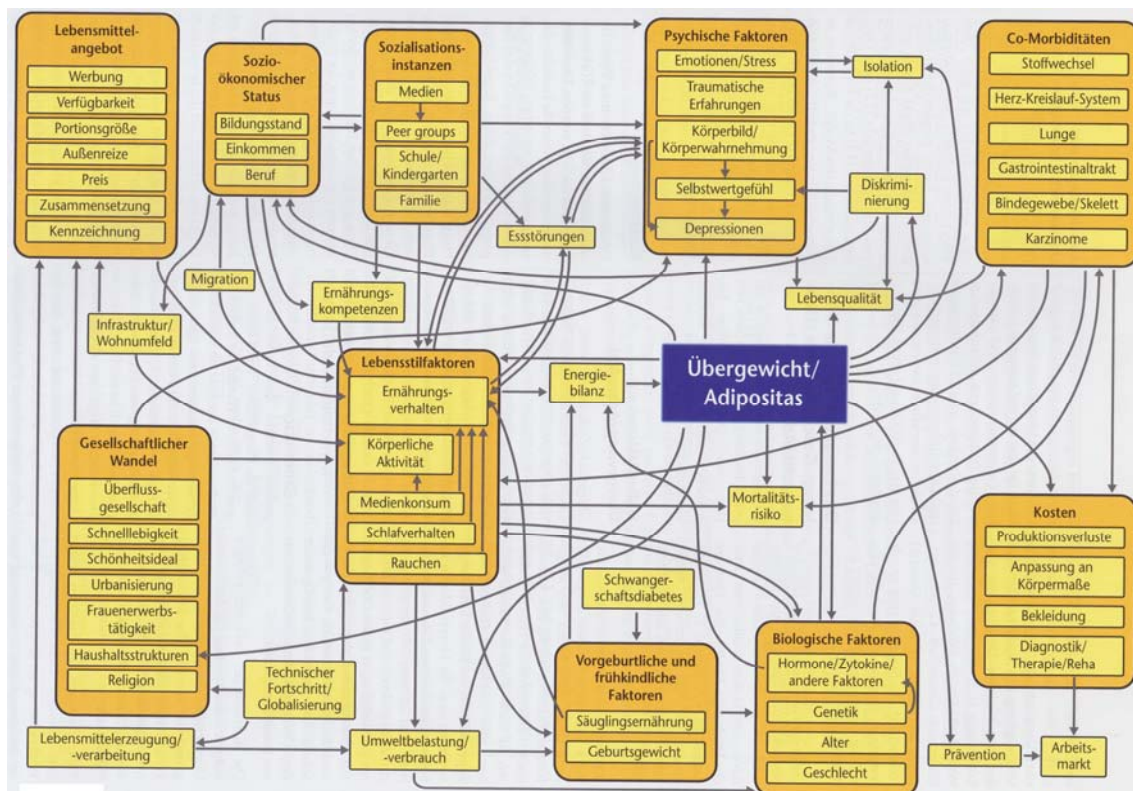 Lebensmittel-
angebot
Werbung
Verfügbarkeit
Portionsgröße
Außenreize
Preis
Zusammensetzung
Kennzeichnung
Sozio-
ökonomischer
Status
Bildungsstand
Einkommen
Beruf
Sozialisations-
instanzen
Medien
Peer groups
Schule/
Kindergarten
Familie
Psychische Faktoren
Emotionen/Stress
Traumatische
Erfahrungen
Körperbild/
Körperwahrnehmung
Selbstwertgefühl
Depressionen
Isolation
Diskrimi-
nierung
Lebensqualität
Co-Morbiditäten
Stoffwechsel
Herz-Kreislauf-System
Lunge
Gastrointestinaltrakt
Bindegewebe/Skelett
Karzinome
Essstörungen
Migration
Ernährungs-
kompetenzen
Infrastruktur/
Wohnumfeld
Lebensstilfaktoren
Ernährungs-
verhalten
Körperliche
Aktivität
Medienkonsum
Schlafverhalten
Rauchen
Energie-
bilanz
Übergewicht/
Adipositas
Mortalitäts-
risiko
Gesellschaftlicher
Wandel
Überfluss-
gesellschaft
Schnelllebigkeit
Schönheitsideal
Urbanisierung
Frauenerwerbs-
tätigkeit
Haushaltsstrukturen
Religion
Kosten
Produktionsverluste
Anpassung an
Körpermaße
Bekleidung
Diagnostik/
Therapie/Reha
Schwanger-
schaftsdiabetes
Technischer
Fortschritt/
Globalisierung
Vorgeburtliche und
frühkindliche
Faktoren
Säuglingsernährung
Geburtsgewicht
Biologische Faktoren
Hormone/Zytokine/
andere Faktoren
Genetik
Alter
Geschlecht
Lebensmittelerzeugung/
-verarbeitung
Umweltbelastung/
-verbrauch
Prävention
Arbeits-
markt